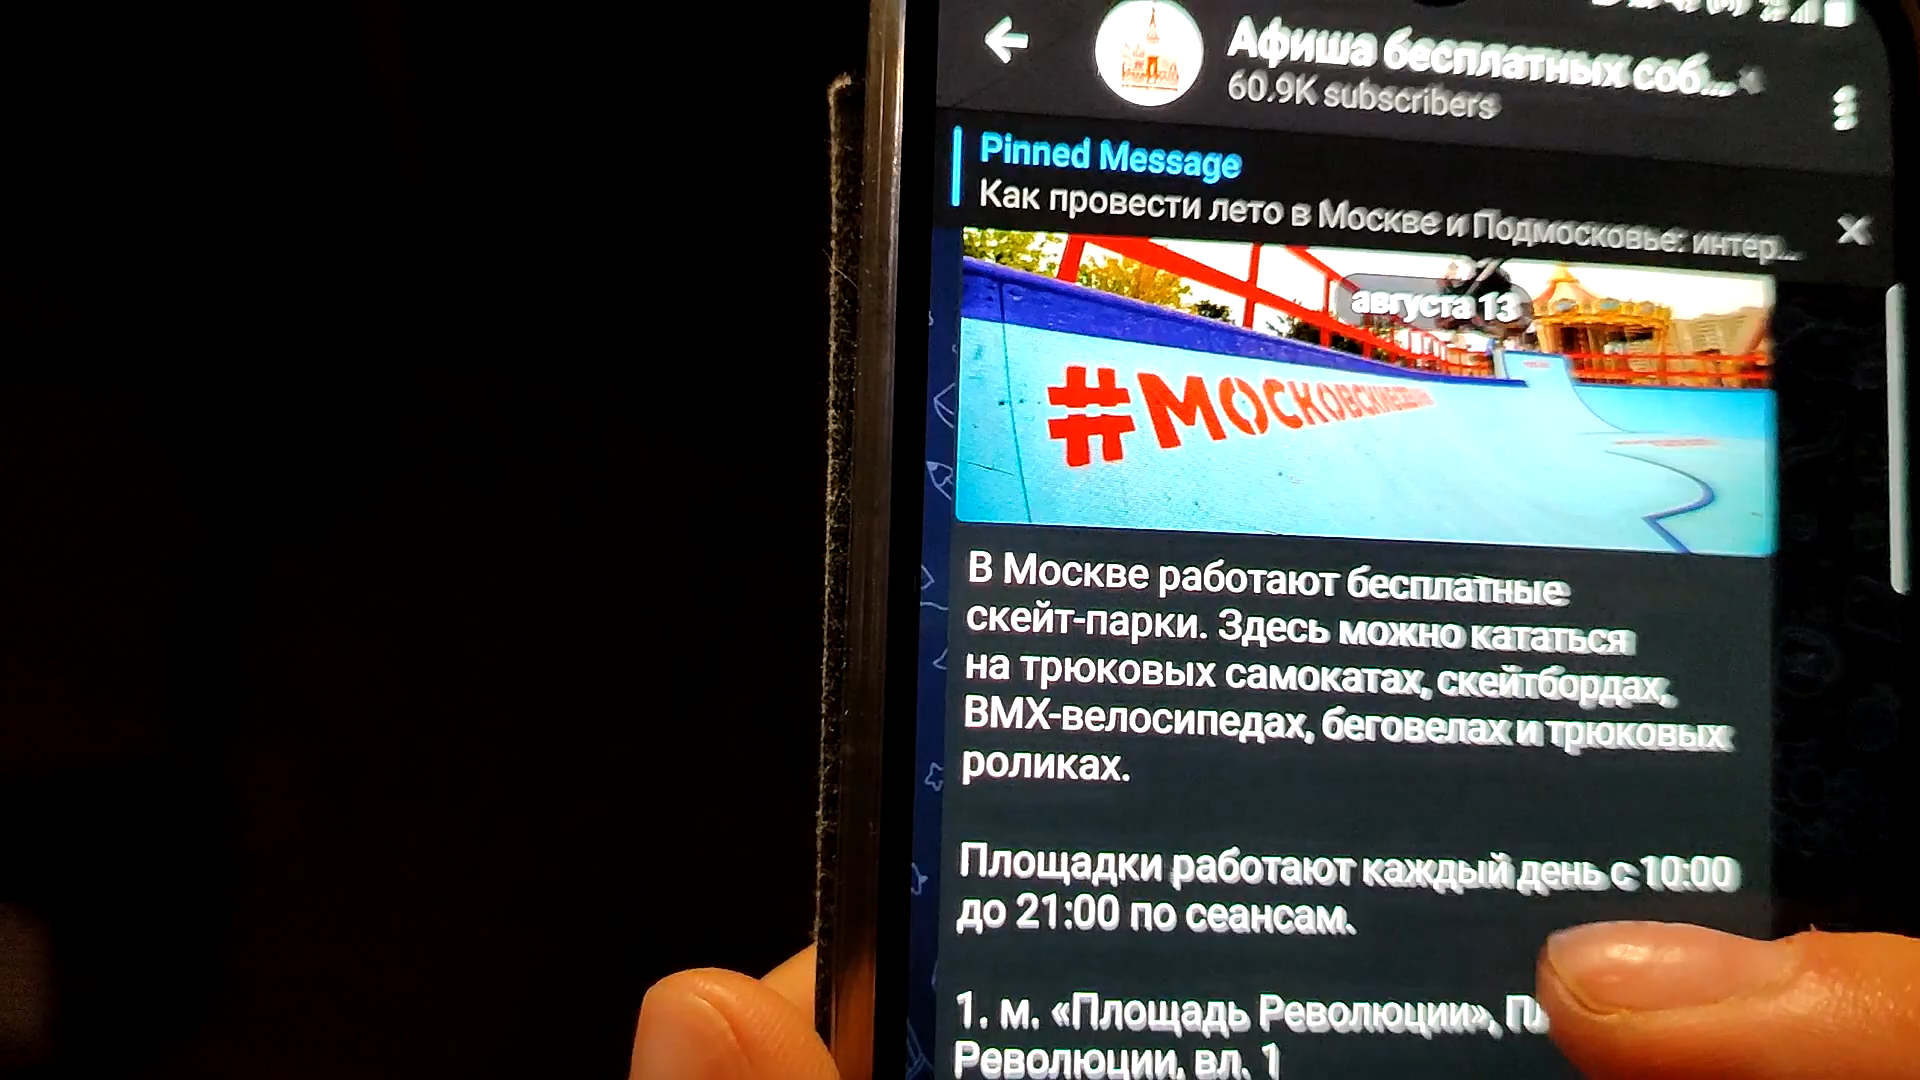 Афиша бесплатных соб...
60.9K subscribers
Pinned Message
Как провести лето в Москве и Подмосковье: интер...
августа 13
#МОСКОВСКИЕ
В Москве работают бесплатные
скейт-парки. Здесь можно кататься
на трюковых самокатах, скейтбордах,
BMX-велосипедах, беговелах и трюковых
роликах.
Площадки работают каждый день с 10:00
до 21:00 по сеансам.
1. м. «Площадь Революции»,
Революции, вл. 1